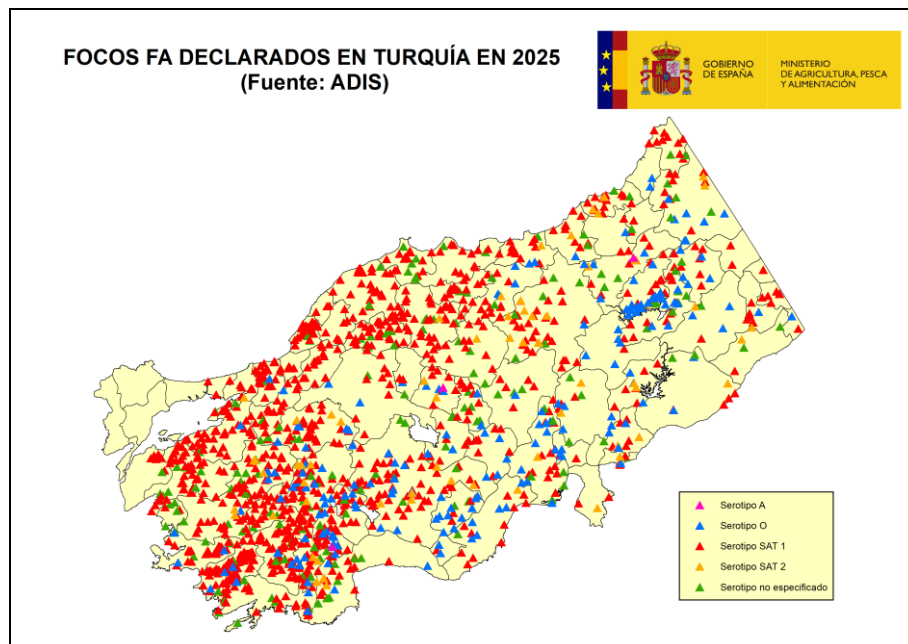 FOCOS FA DECLARADOS EN TURQUÍA EN 2025
(Fuente: ADIS)
GOBIERNO
DE ESPAÑA
MINISTERIO
DE AGRICULTURA, PESCA
Y ALIMENTACIÓN
Serotipo A
Serotipo O
Serotipo SAT 1
Serotipo SAT 2
Serotipo no especificado